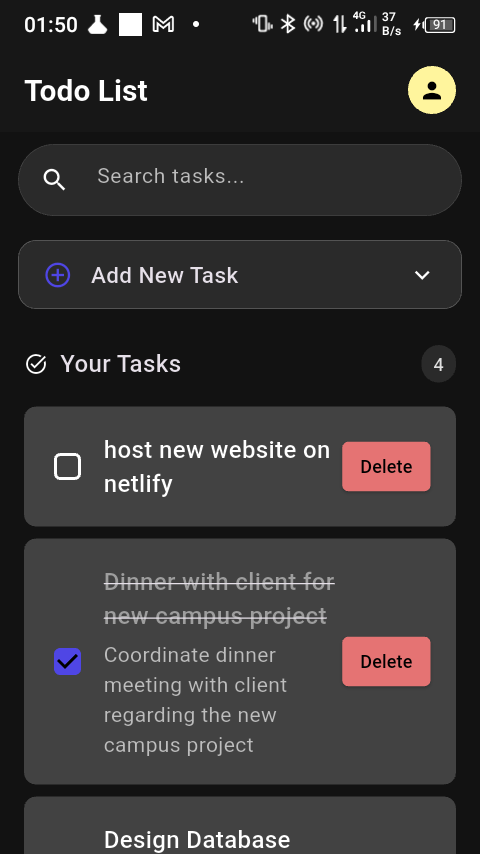 01:50 4G 37 B/s 91
Todo List
Search tasks...
Add New Task
Your Tasks 4
host new website on
netlify
Delete
Dinner with client for
new campus project
Coordinate dinner
meeting with client
regarding the new
campus project
Delete
Design Database